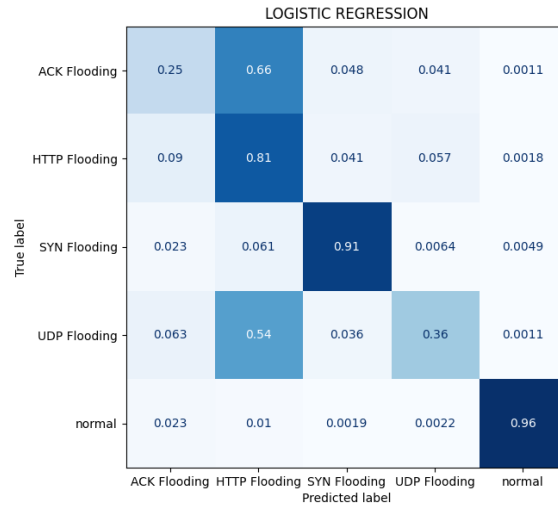 LOGISTIC REGRESSION
ACK Flooding 0.25 0.66 0.048 0.041 0.0011
HTTP Flooding 0.09 0.81 0.041 0.057 0.0018
SYN Flooding 0.023 0.061 0.91 0.0064 0.0049
UDP Flooding 0.063 0.54 0.036 0.36 0.0011
normal 0.023 0.01 0.0019 0.0022 0.96
True label
ACK Flooding HTTP Flooding SYN Flooding UDP Flooding normal
Predicted label